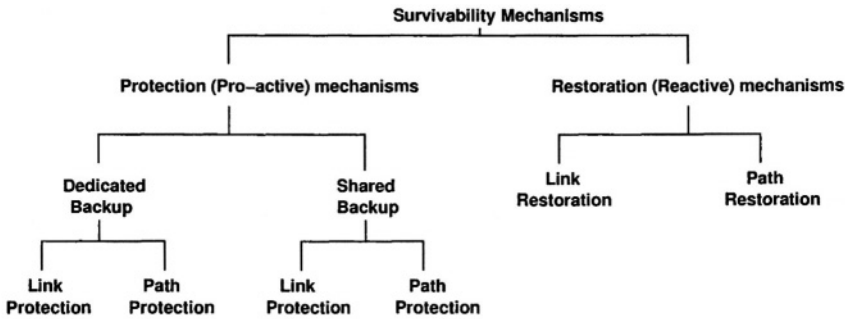 Survivability Mechanisms
Protection (Pro–active) mechanisms
Restoration (Reactive) mechanisms
Dedicated
Backup
Shared
Backup
Link
Restoration
Path
Restoration
Link
Protection
Path
Protection
Link
Protection
Path
Protection